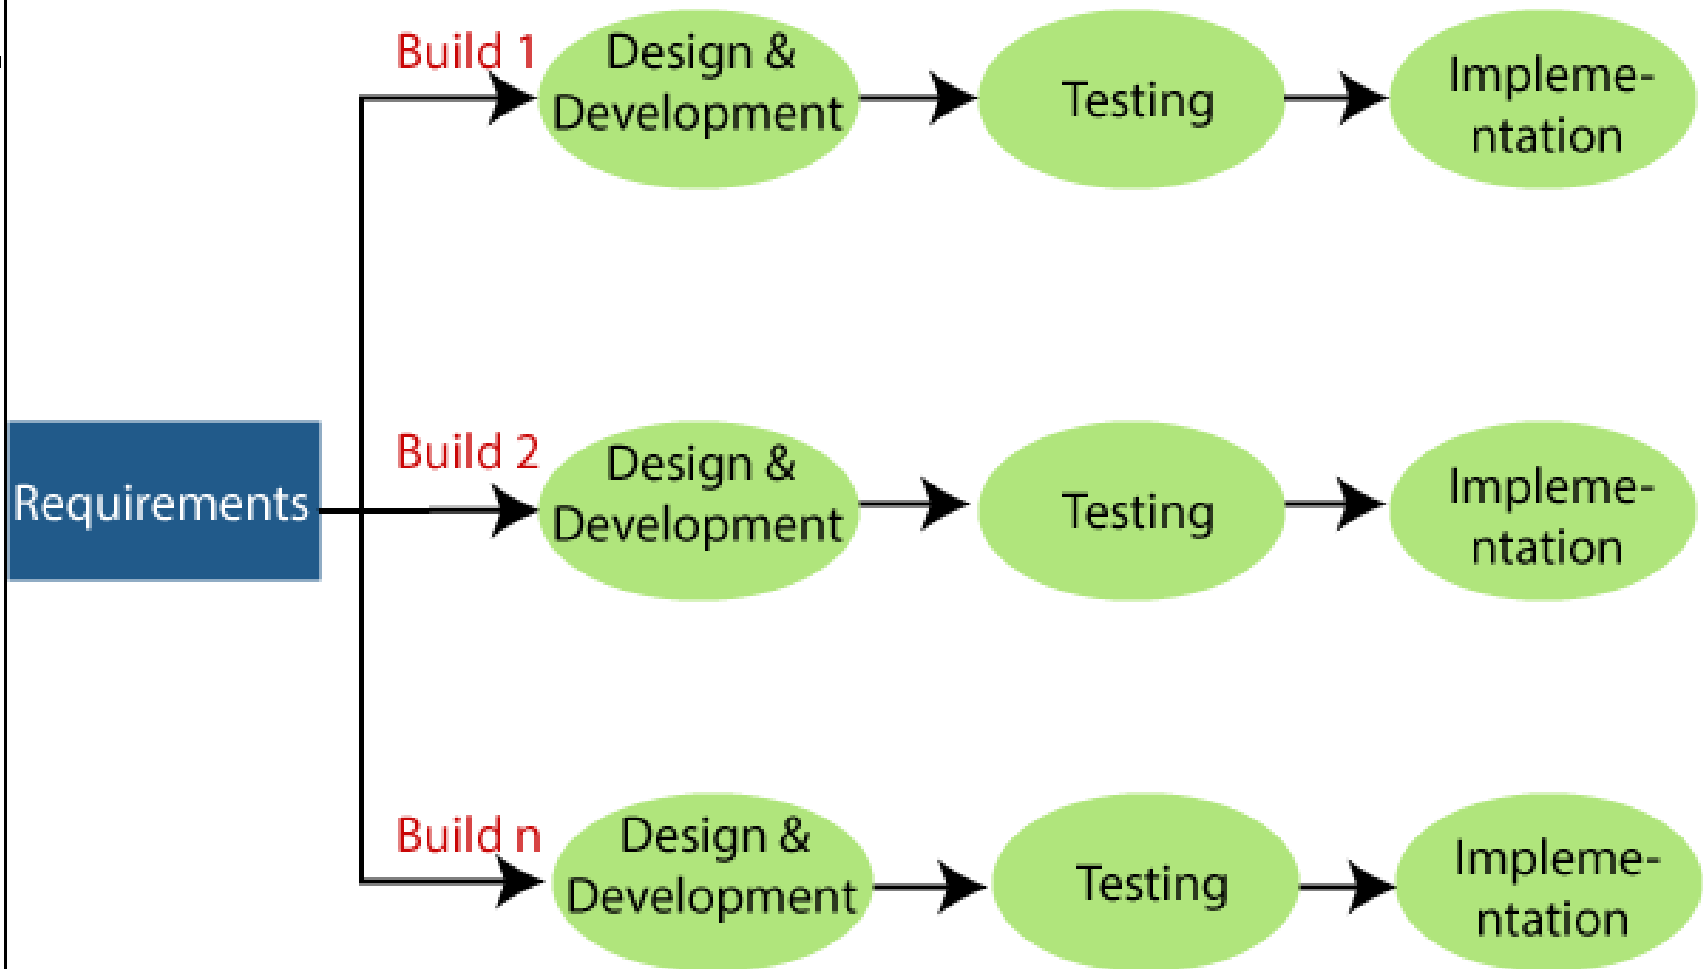 Build 1
Design &
Development
Testing
Impleme-
ntation
Requirements
Build 2
Design &
Development
Testing
Impleme-
ntation
Build n
Design &
Development
Testing
Impleme-
ntation